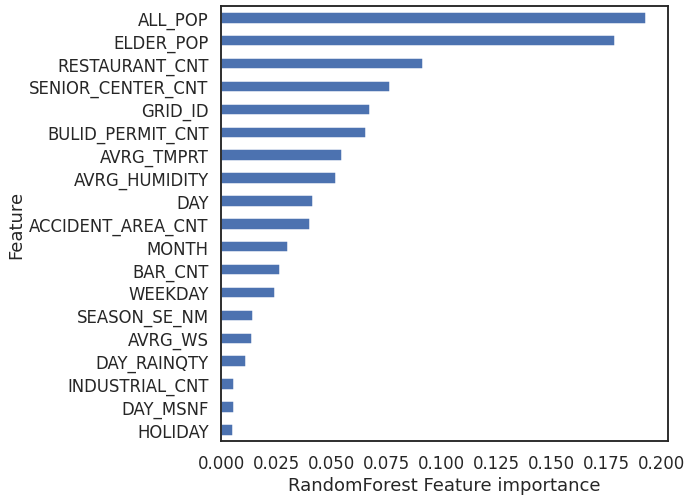 ALL_POP
ELDER_POP
RESTAURANT_CNT
SENIOR_CENTER_CNT
GRID_ID
BULID_PERMIT_CNT
AVRG_TMPRT
AVRG_HUMIDITY
DAY
ACCIDENT_AREA_CNT
MONTH
BAR_CNT
WEEKDAY
SEASON_SE_NM
AVRG_WS
DAY_RAINQTY
INDUSTRIAL_CNT
DAY_MSNF
HOLIDAY
Feature
0.000 0.025 0.050 0.075 0.100 0.125 0.150 0.175 0.200
RandomForest Feature importance